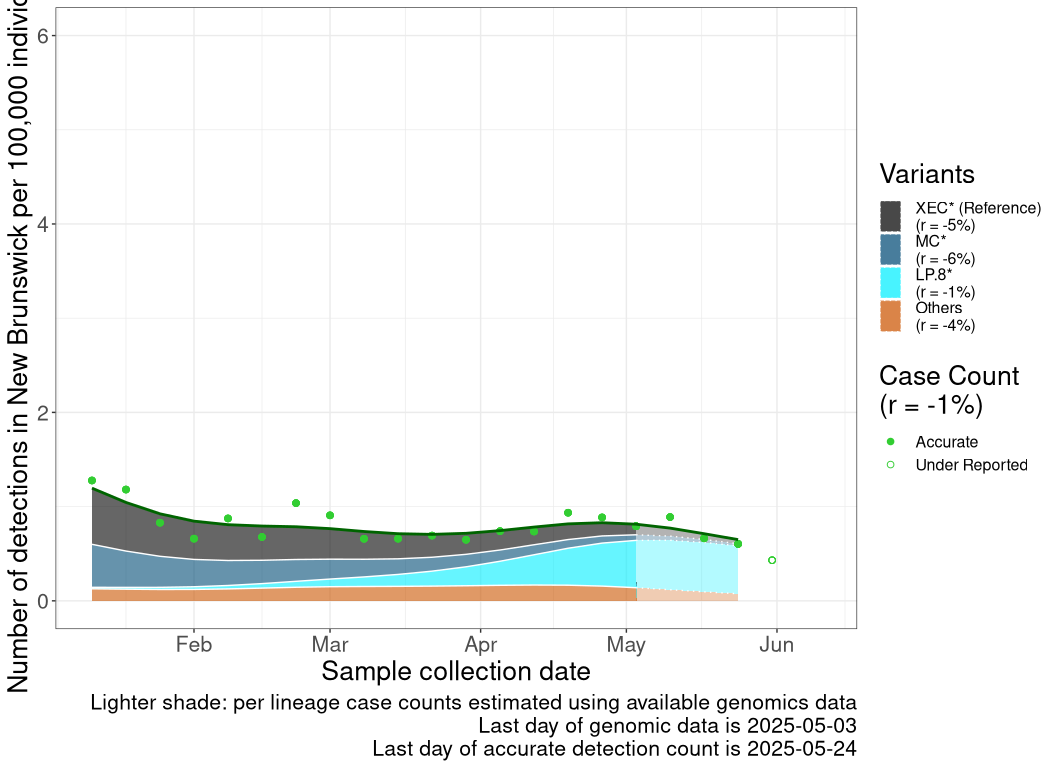 Number of detections in New Brunswick per 100,000
6
4
2
0
Feb Mar Apr May Jun
Sample collection date
Lighter shade: per lineage case counts estimated using available genomics data
Last day of genomic data is 2025-05-03
Last day of accurate detection count is 2025-05-24
Variants
XEC* (Reference)
(r = -5%)
MC*
(r = -6%)
LP.8*
(r = -1%)
Others
(r = -4%)
Case Count
(r = -1%)
Accurate
Under Reported